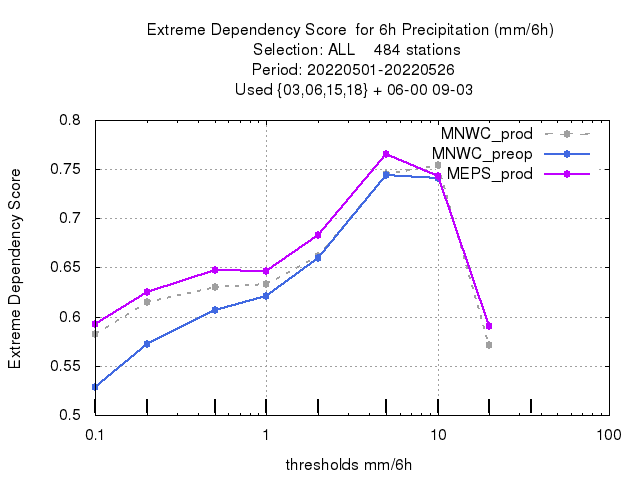 Extreme Dependency Score  for 6h Precipitation (mm/6h)
Selection: ALL    484 stations
Period: 20220501-20220526
Used {03,06,15,18} + 06-00 09-03
Extreme Dependency Score
0.8
0.75
0.7
0.65
0.6
0.55
0.5
MNWC_prod
MNWC_preop
MEPS_prod
0.1 1 10 100
thresholds mm/6h